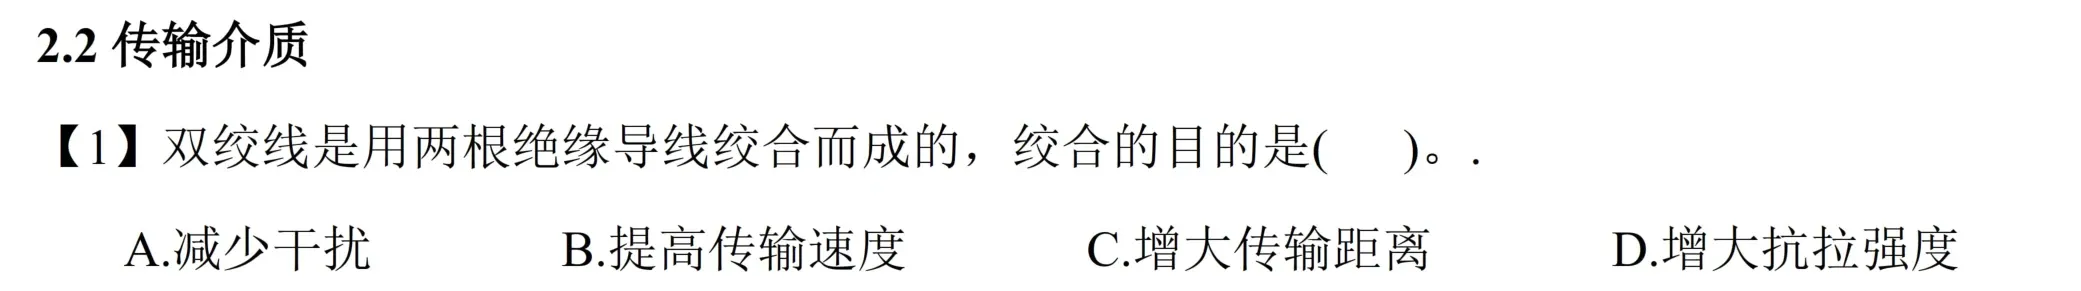 2.2 传输介质
【1】双绞线是用两根绝缘导线绞合而成的，绞合的目的是( )。.
A.减少干扰 B.提高传输速度 C.增大传输距离 D.增大抗拉强度